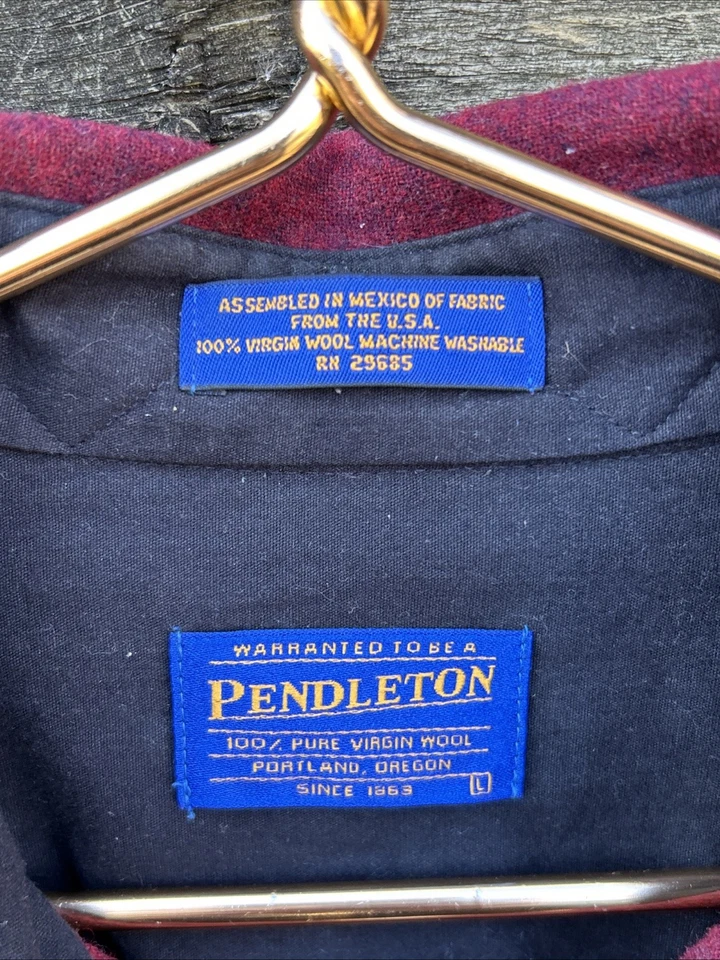 ASSEMBLED IN MEXICO OF FABRIC
FROM THE U.S.A.
100% VIRGIN WOOL MACHINE WASHABLE
RN 29685
WARRANTED TO BE A
PENDLETON
100% PURE VIRGIN WOOL
PORTLAND, OREGON
SINCE 1863 L